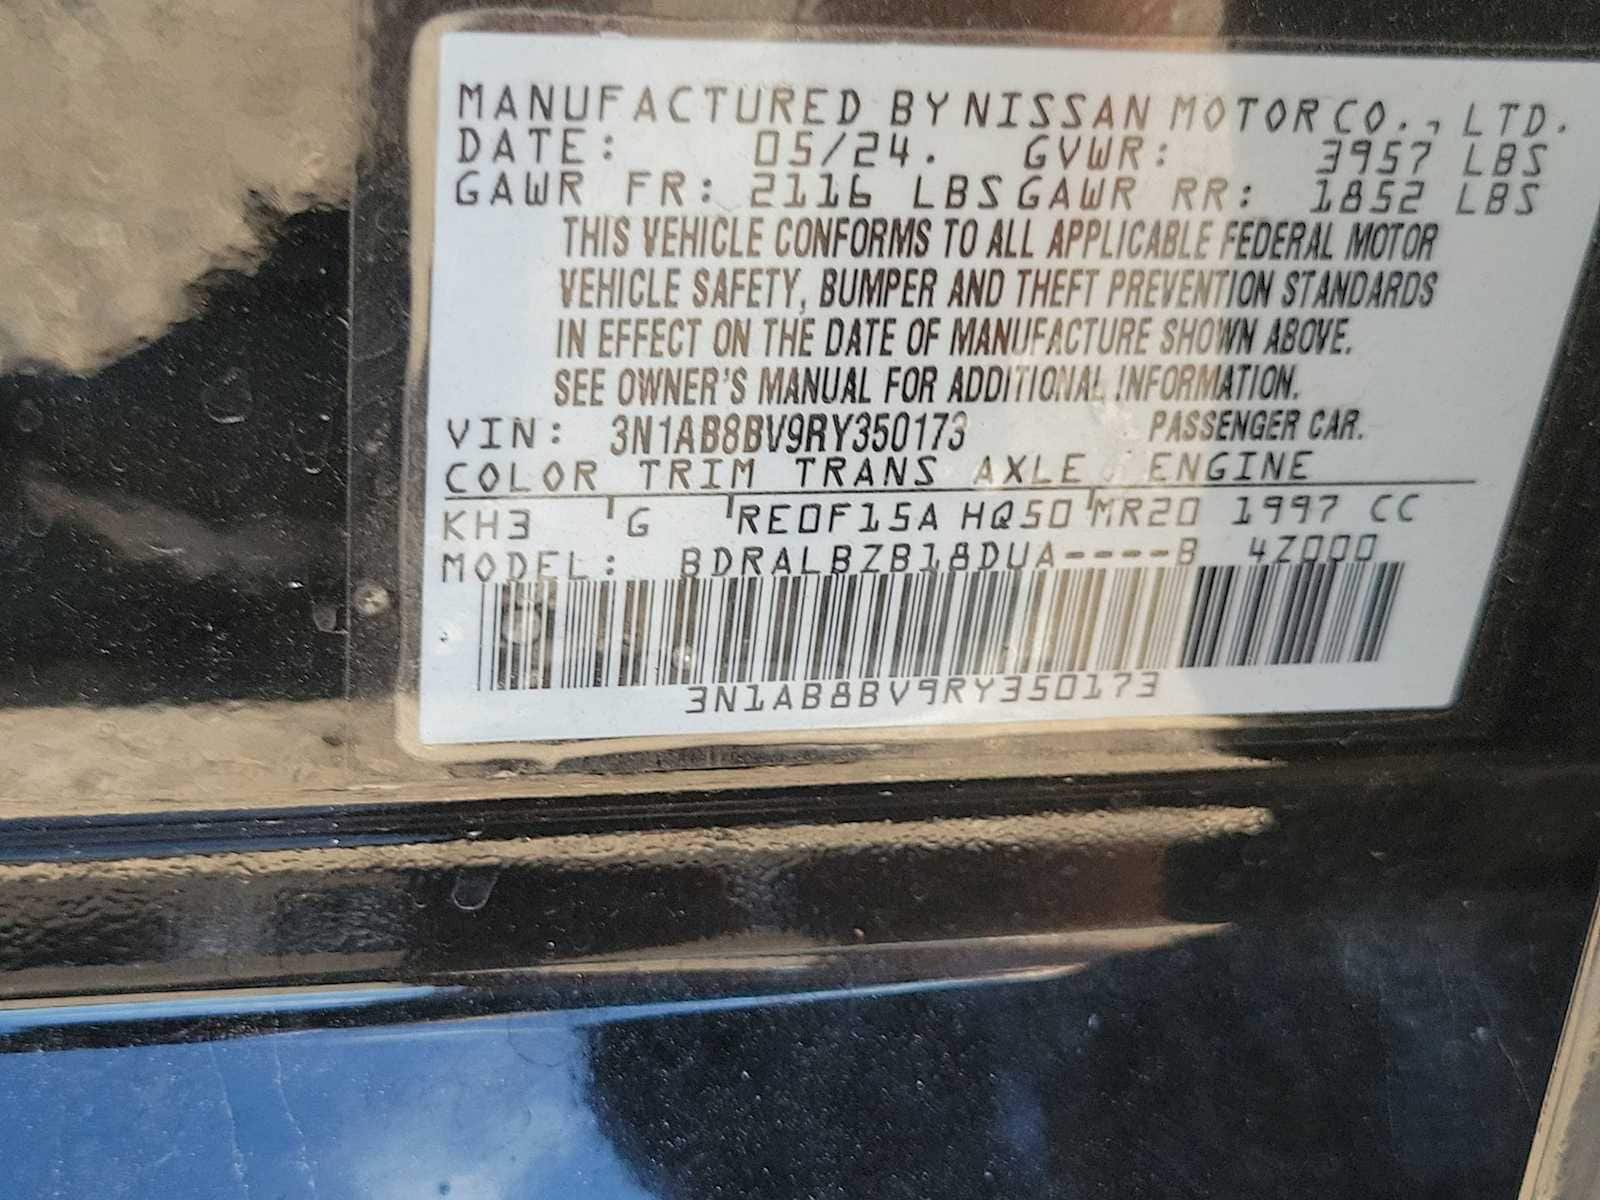 MANUFACTURED BY NISSAN MOTOR CO., LTD.
DATE: 05/24. GVWR: 3957 LBS
GAWR FR: 2116 LBS GAWR RR: 1852 LBS
THIS VEHICLE CONFORMS TO ALL APPLICABLE FEDERAL MOTOR
VEHICLE SAFETY, BUMPER AND THEFT PREVENTION STANDARDS
IN EFFECT ON THE DATE OF MANUFACTURE SHOWN ABOVE.
SEE OWNER'S MANUAL FOR ADDITIONAL INFORMATION.
VIN: 3N1AB8BV9RY350173 PASSENGER CAR.
COLOR TRIM TRANS AXLE ENGINE
KH3 G RE0F15A HQ50 MR20 1997 CC
MODEL: BDRALBZB18DUA----B 4Z000
3N1AB8BV9RY350173